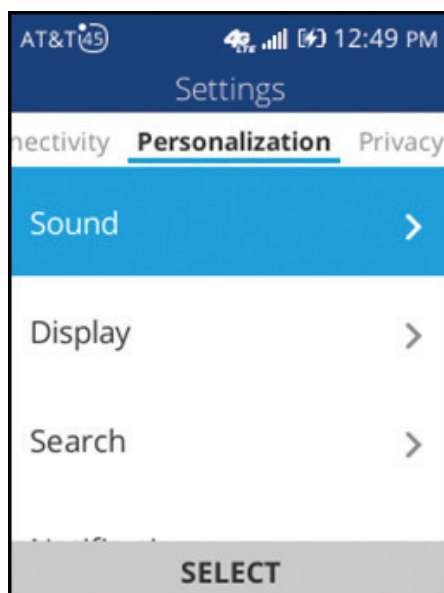 AT&T 45 4G LTE 12:49 PM
Settings
nectivity Personalization Privacy
Sound
Display
Search
SELECT